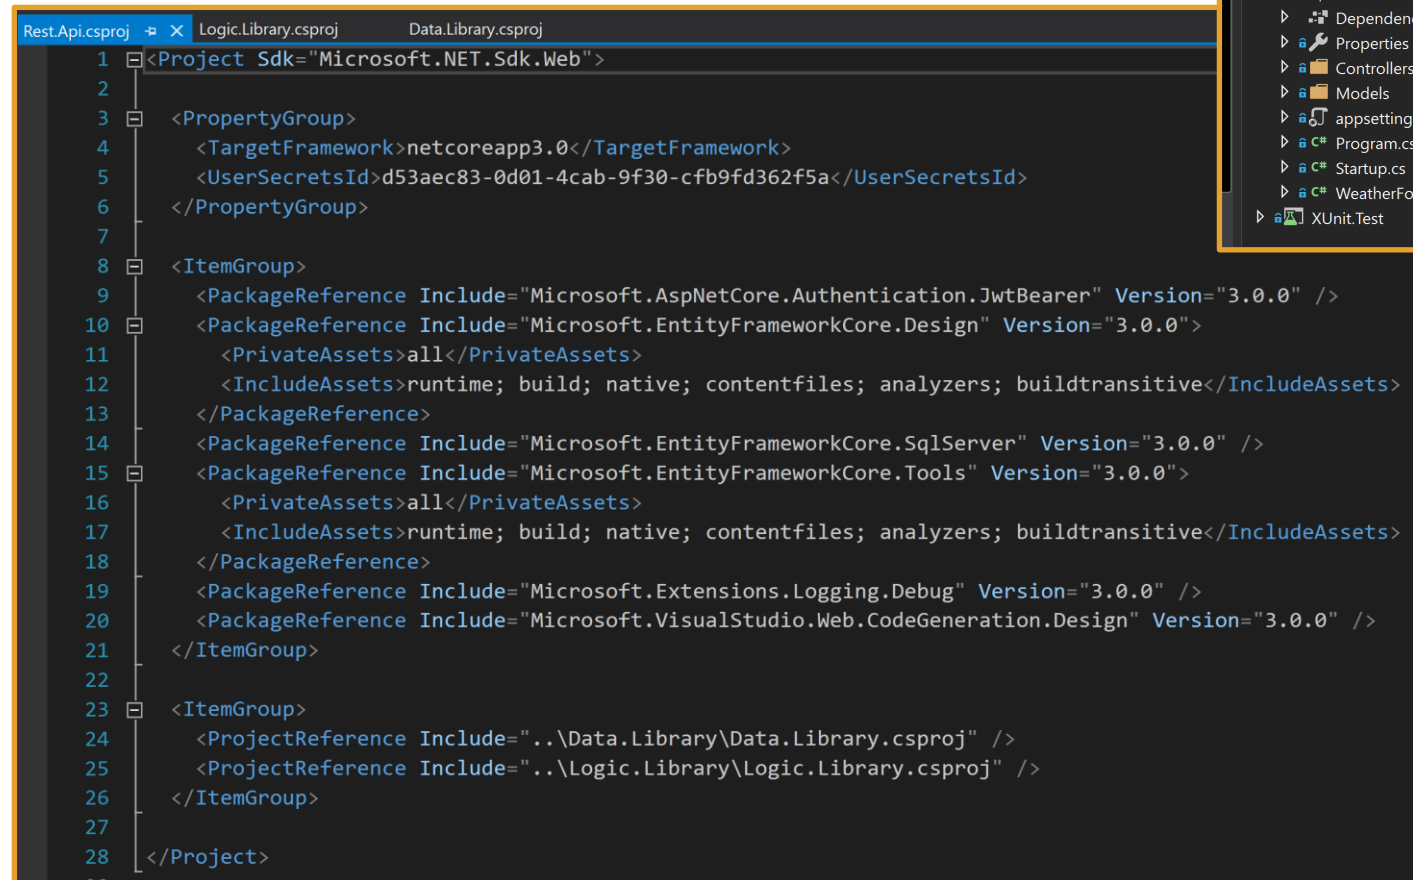 Rest.Api.csproj Logic.Library.csproj Data.Library.csproj
1 <Project Sdk="Microsoft.NET.Sdk.Web">
2
3 <PropertyGroup>
4 <TargetFramework>netcoreapp3.0</TargetFramework>
5 <UserSecretsId>d53aec83-0d01-4cab-9f30-cfb9fd362f5a</UserSecretsId>
6 </PropertyGroup>
7
8 <ItemGroup>
9 <PackageReference Include="Microsoft.AspNetCore.Authentication.JwtBearer" Version="3.0.0" />
10 <PackageReference Include="Microsoft.EntityFrameworkCore.Design" Version="3.0.0">
11 <PrivateAssets>all</PrivateAssets>
12 <IncludeAssets>runtime; build; native; contentfiles; analyzers; buildtransitive</IncludeAssets>
13 </PackageReference>
14 <PackageReference Include="Microsoft.EntityFrameworkCore.SqlServer" Version="3.0.0" />
15 <PackageReference Include="Microsoft.EntityFrameworkCore.Tools" Version="3.0.0">
16 <PrivateAssets>all</PrivateAssets>
17 <IncludeAssets>runtime; build; native; contentfiles; analyzers; buildtransitive</IncludeAssets>
18 </PackageReference>
19 <PackageReference Include="Microsoft.Extensions.Logging.Debug" Version="3.0.0" />
20 <PackageReference Include="Microsoft.VisualStudio.Web.CodeGeneration.Design" Version="3.0.0" />
21 </ItemGroup>
22
23 <ItemGroup>
24 <ProjectReference Include="..\Data.Library\Data.Library.csproj" />
25 <ProjectReference Include="..\Logic.Library\Logic.Library.csproj" />
26 </ItemGroup>
27
28 </Project>
Dependenc
Properties
Controllers
Models
appsetting
C# Program.cs
C# Startup.cs
C# WeatherFo
XUnit.Test